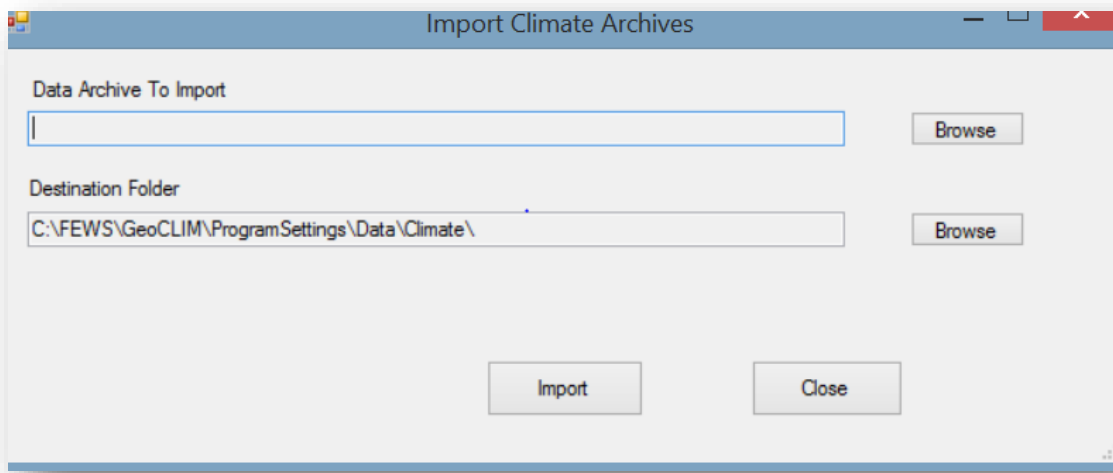 Import Climate Archives
Data Archive To Import
Browse
Destination Folder
C:\FEWS\GeoCLIM\ProgramSettings\Data\Climate\
Browse
Import
Close